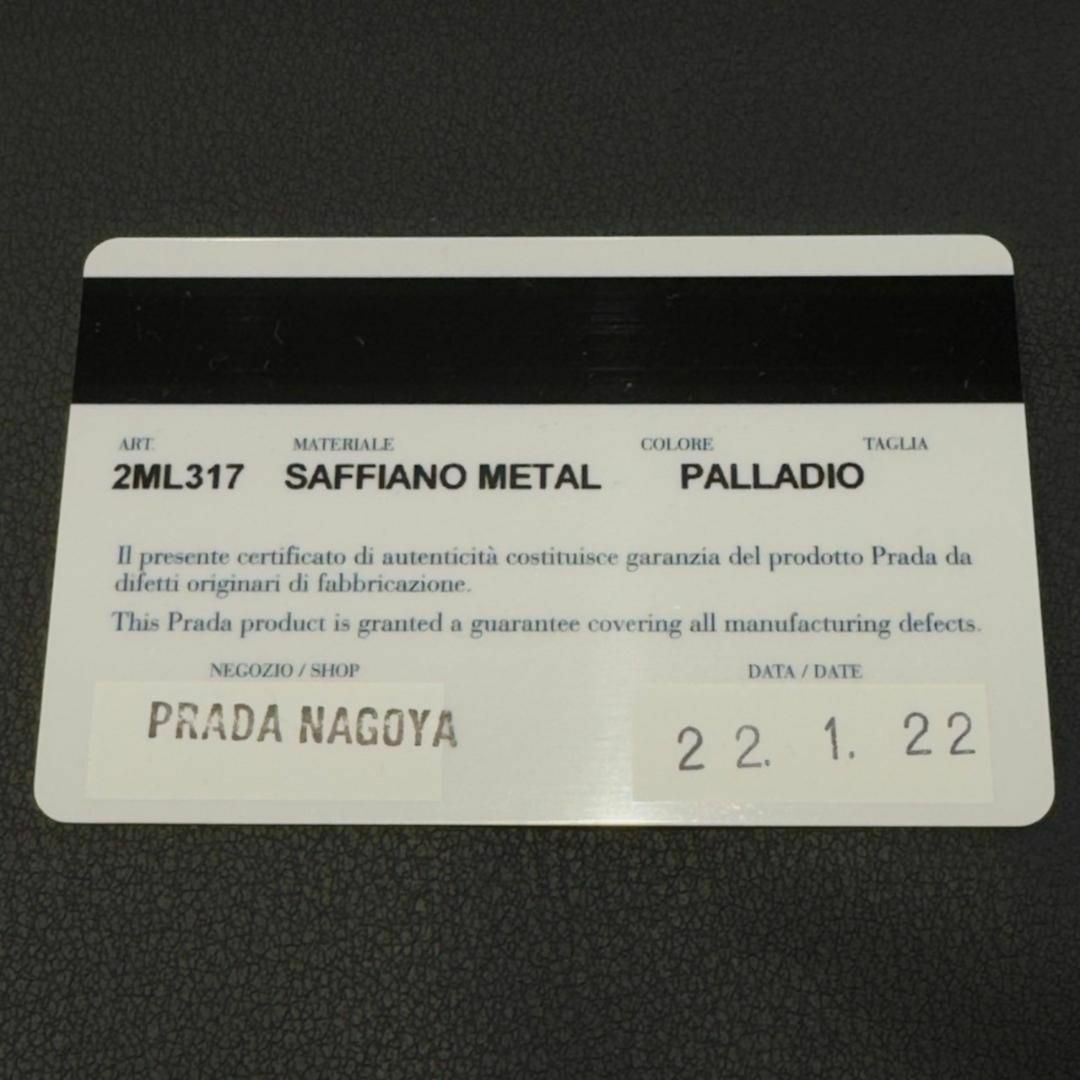 ART. MATERIALE COLORE TAGLIA
2ML317 SAFFIANO METAL PALLADIO
Il presente certificato di autenticità costituisce garanzia del prodotto Prada da
difetti originari di fabbricazione.
This Prada product is granted a guarantee covering all manufacturing defects.
NEGOZIO / SHOP DATA / DATE
PRADA NAGOYA 22. 1. 22